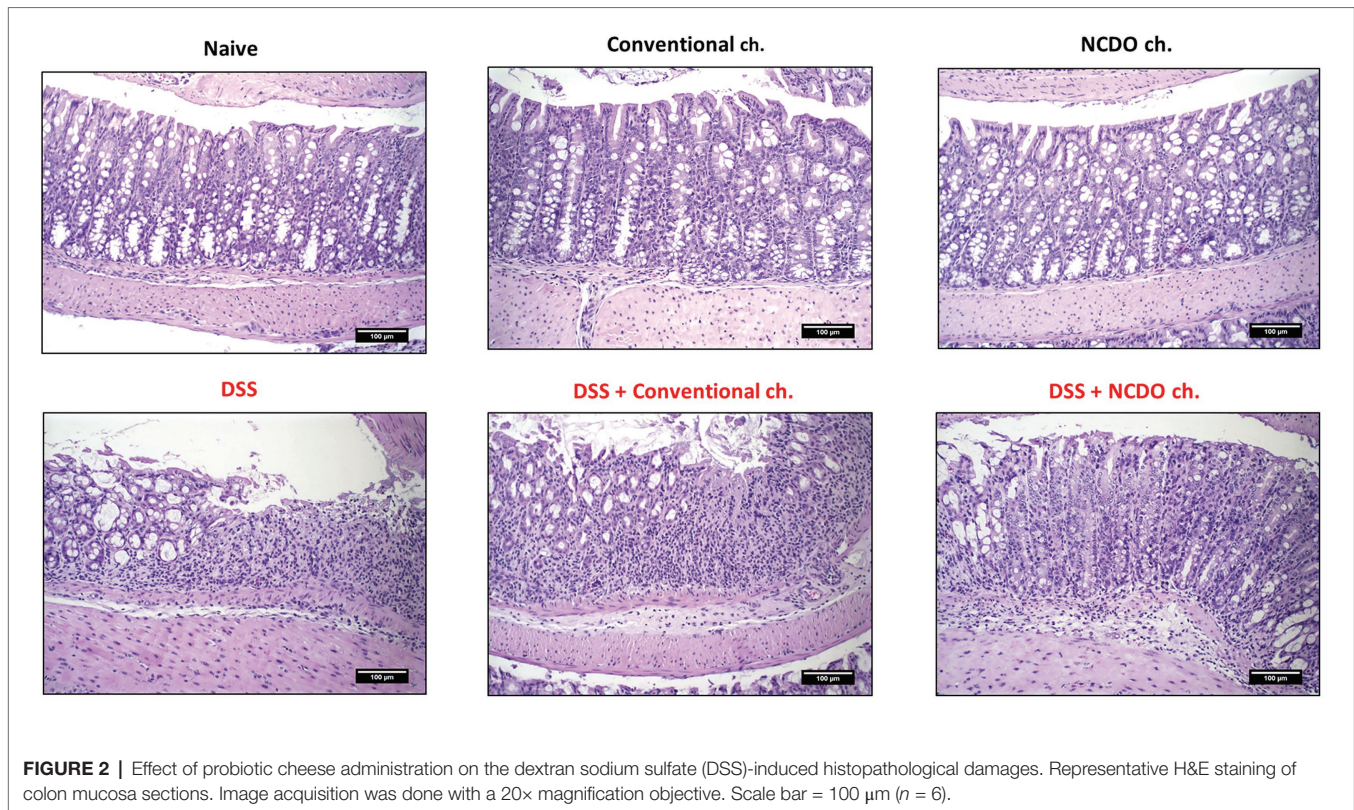 Naive
Conventional ch.
NCDO ch.
100 µm
100 µm
100 µm
DSS
DSS + Conventional ch.
DSS + NCDO ch.
100 µm
100 µm
100 µm
FIGURE 2 | Effect of probiotic cheese administration on the dextran sodium sulfate (DSS)-induced histopathological damages. Representative H&E staining of
colon mucosa sections. Image acquisition was done with a 20× magnification objective. Scale bar = 100 µm (n = 6).